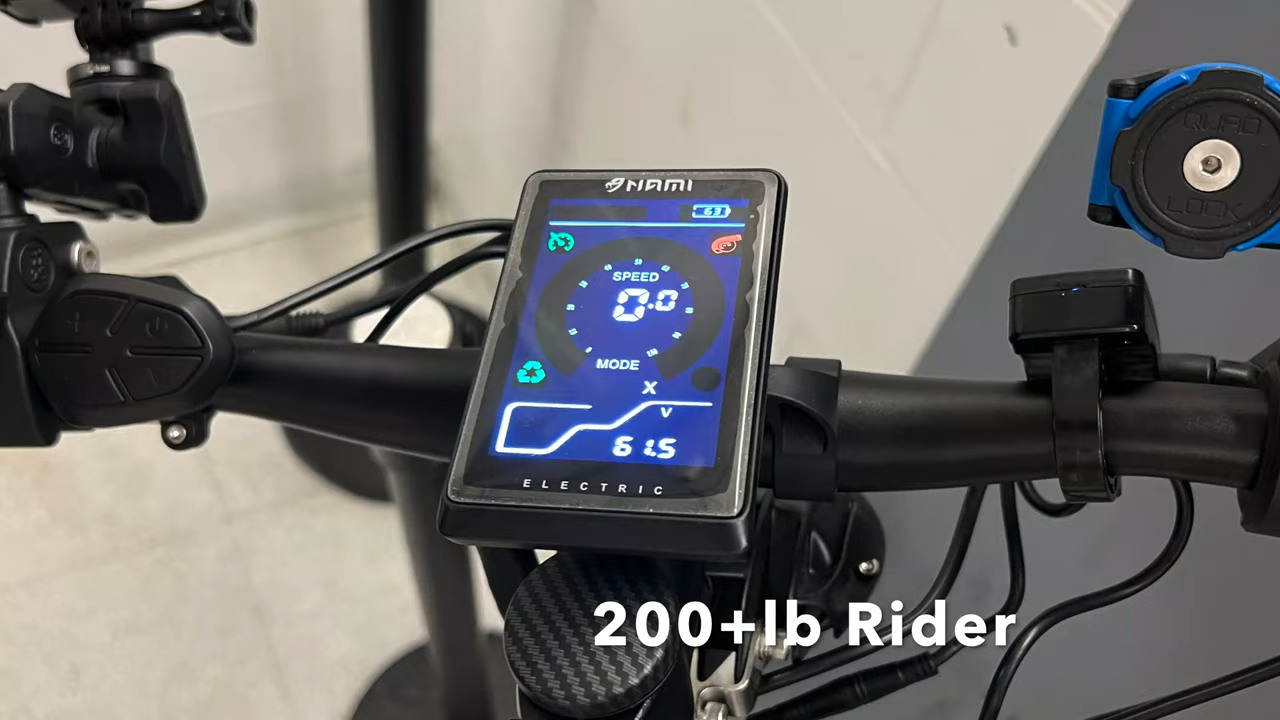 NAMI
63
SPEED
0.0
MODE
X
V
61.5
ELECTRIC
QUAD
LOCK
200+lb Rider